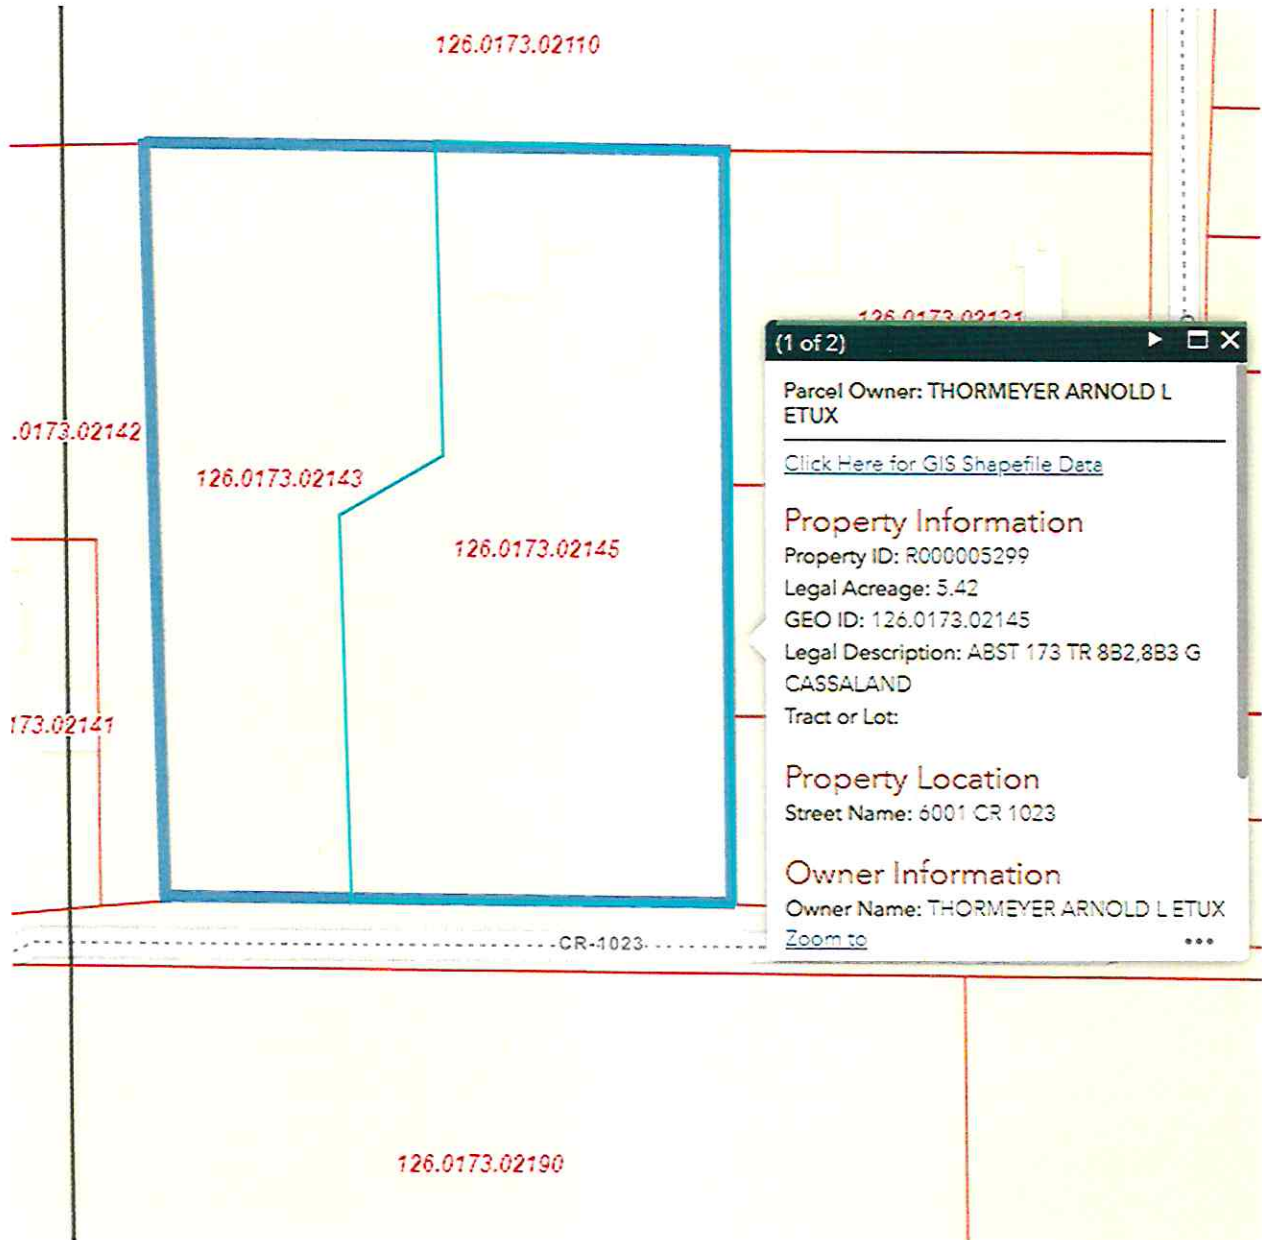 126.0173.02110
126.0173.02131
(1 of 2)
Parcel Owner: THORMEYER ARNOLD L
ETUX
Click Here for GIS Shapefile Data
.0173.02142
126.0173.02143
126.0173.02145
Property Information
Property ID: R000005299
Legal Acreage: 5.42
GEO ID: 126.0173.02145
Legal Description: ABST 173 TR 8B2,8B3 G
CASSALAND
Tract or Lot:
173.02141
Property Location
Street Name: 6001 CR 1023
Owner Information
Owner Name: THORMEYER ARNOLD L ETUX
Zoom to
CR-1023
126.0173.02190